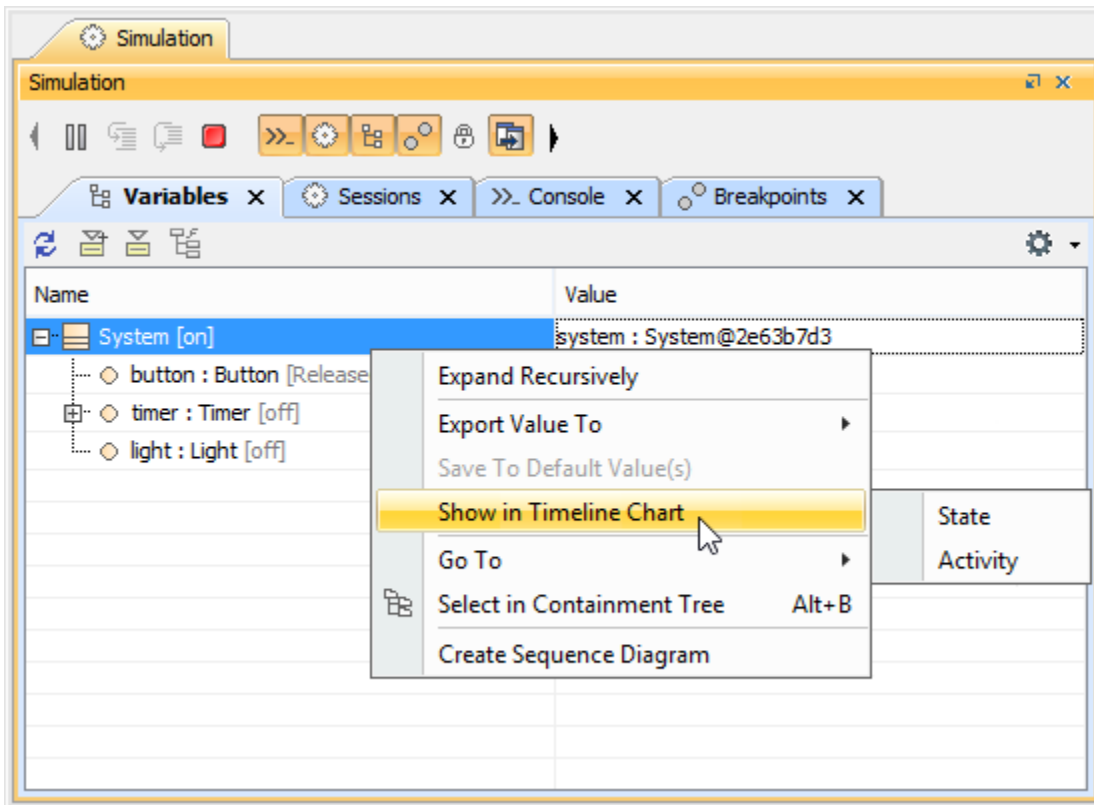 Simulation
Simulation
Variables Sessions Console Breakpoints
Name Value
System [on] system : System@2e63b7d3
button : Button [Release
timer : Timer [off]
light : Light [off]
Expand Recursively
Export Value To
Save To Default Value(s)
Show in Timeline Chart
State
Go To
Activity
Select in Containment Tree Alt+B
Create Sequence Diagram